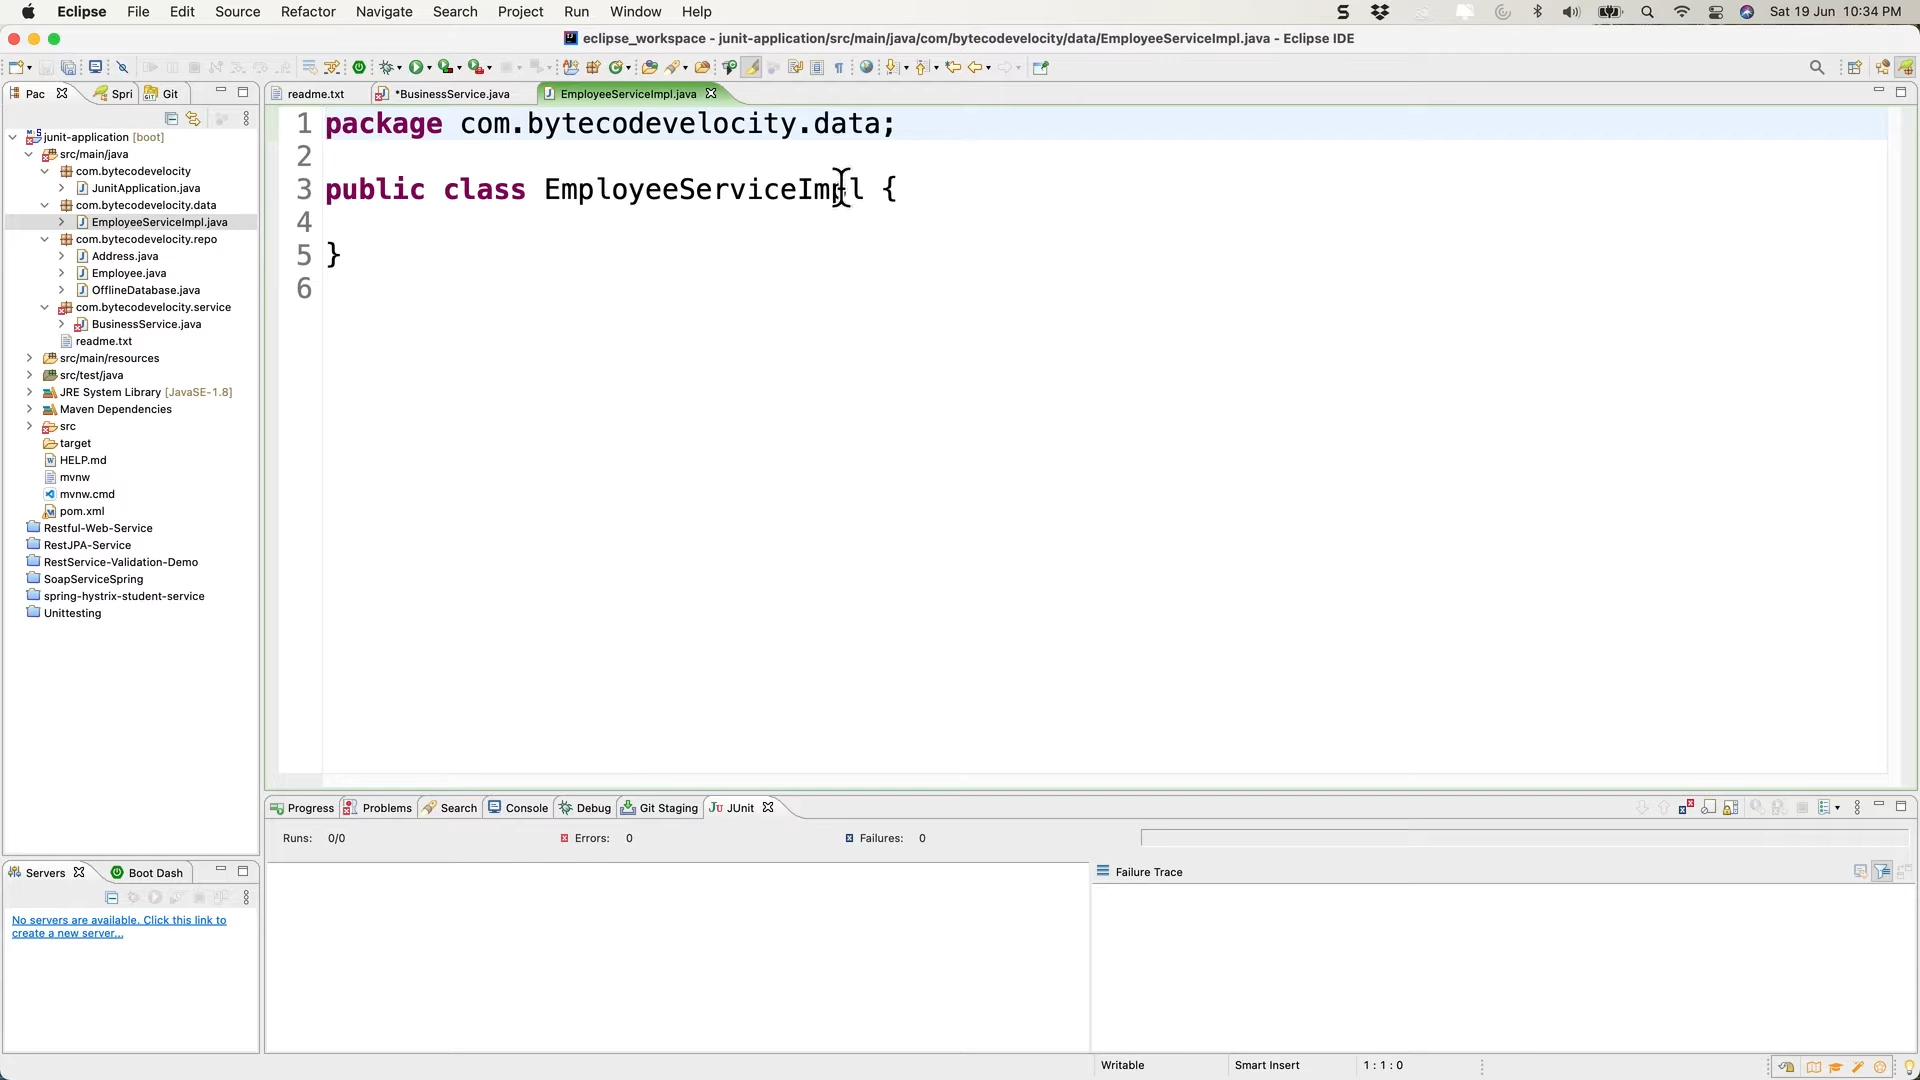 Eclipse File Edit Source Refactor Navigate Search Project Run Window Help Sat 19 Jun 10:34 PM
eclipse_workspace - junit-application/src/main/java/com/bytecodevelocity/data/EmployeeServiceImpl.java - Eclipse IDE
Pac Spri Git
readme.txt *BusinessService.java EmployeeServiceImpl.java
junit-application [boot]
src/main/java
com.bytecodevelocity
JunitApplication.java
com.bytecodevelocity.data
EmployeeServiceImpl.java
com.bytecodevelocity.repo
Address.java
Employee.java
OfflineDatabase.java
com.bytecodevelocity.service
BusinessService.java
readme.txt
src/main/resources
src/test/java
JRE System Library [JavaSE-1.8]
Maven Dependencies
src
target
HELP.md
mvnw
mvnw.cmd
pom.xml
Restful-Web-Service
RestJPA-Service
RestService-Validation-Demo
SoapServiceSpring
spring-hystrix-student-service
Unittesting
1 package com.bytecodevelocity.data;
2
3 public class EmployeeServiceImpl {
4
5 }
6
Progress Problems Search Console Debug Git Staging Ju JUnit
Runs: 0/0 Errors: 0 Failures: 0
Failure Trace
Servers Boot Dash
No servers are available. Click this link to
create a new server...
Writable Smart Insert 1 : 1 : 0